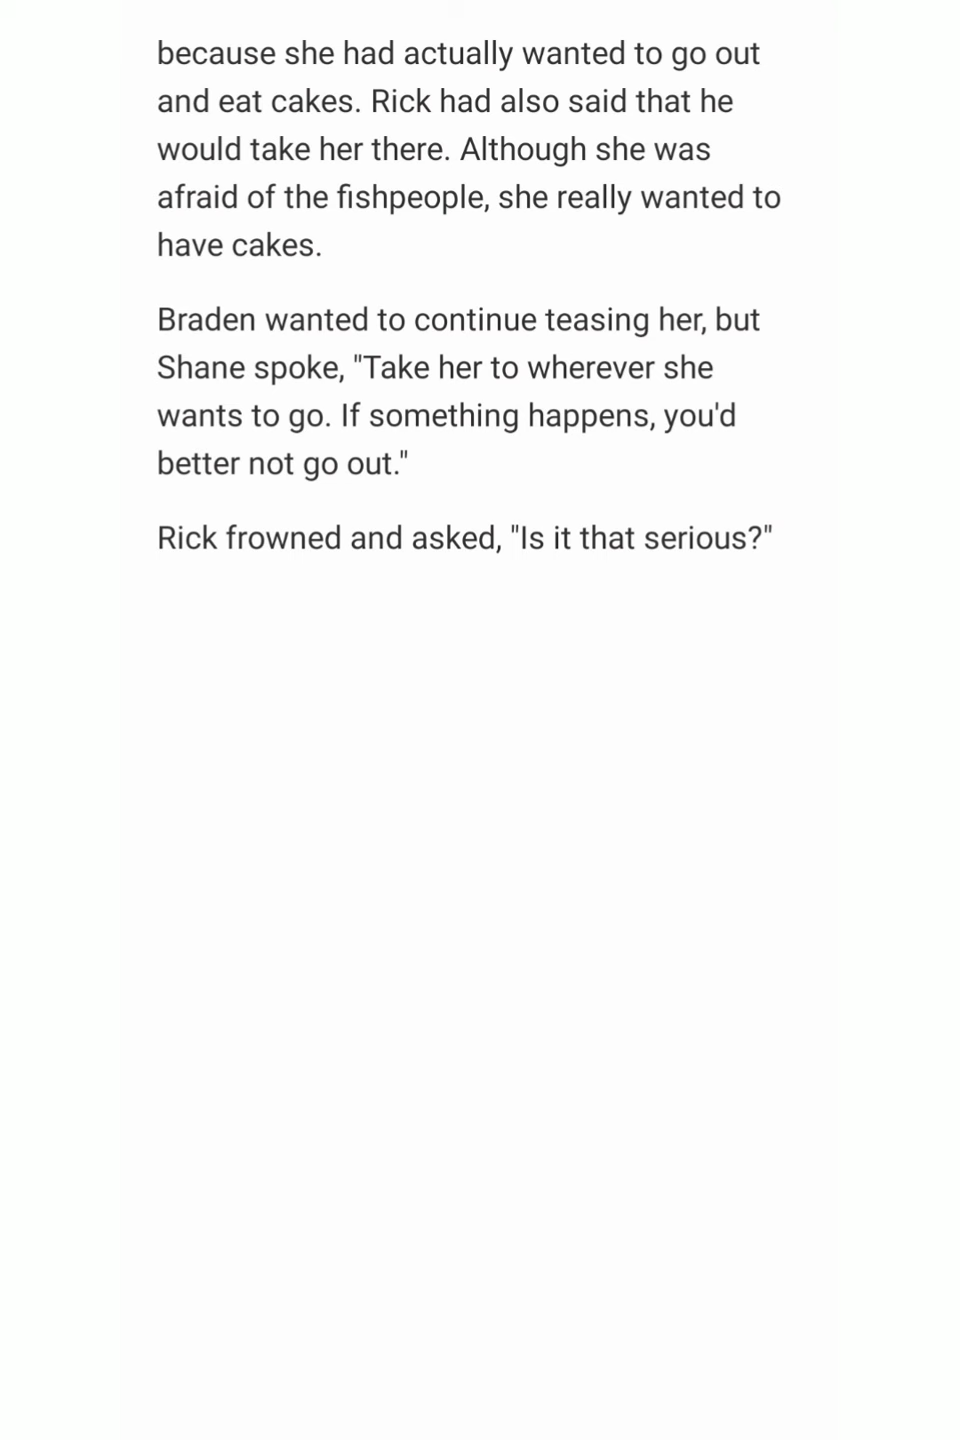 because she had actually wanted to go out
and eat cakes. Rick had also said that he
would take her there. Although she was
afraid of the fishpeople, she really wanted to
have cakes.
Braden wanted to continue teasing her, but
Shane spoke, "Take her to wherever she
wants to go. If something happens, you'd
better not go out."
Rick frowned and asked, "Is it that serious?"